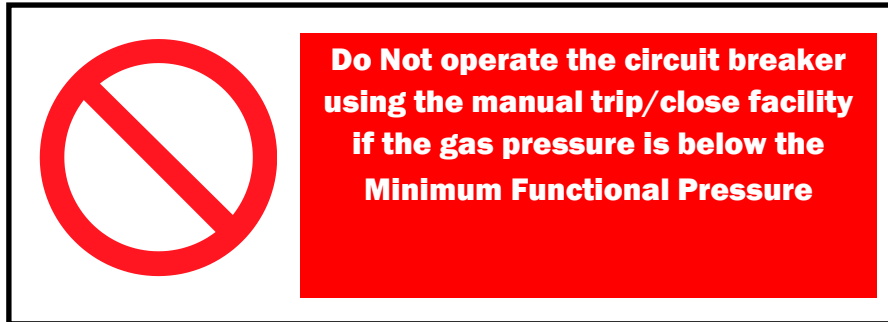 Do Not operate the circuit breaker
using the manual trip/close facility
if the gas pressure is below the
Minimum Functional Pressure